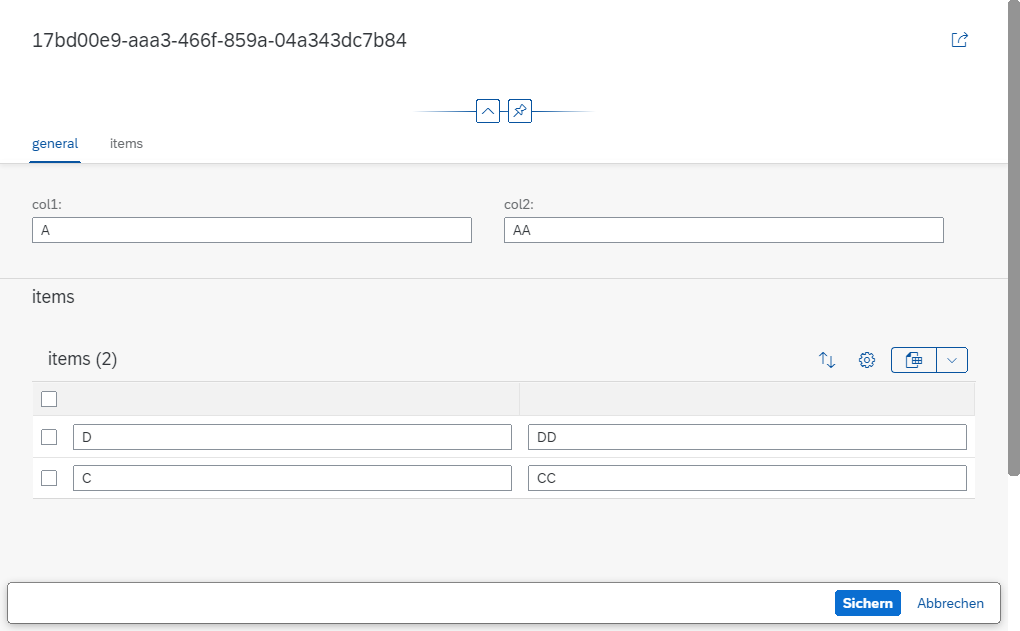 17bd00e9-aaa3-466f-859a-04a343dc7b84
general items
col1: col2:
A AA
items
items (2)
D DD
C CC
Sichern Abbrechen